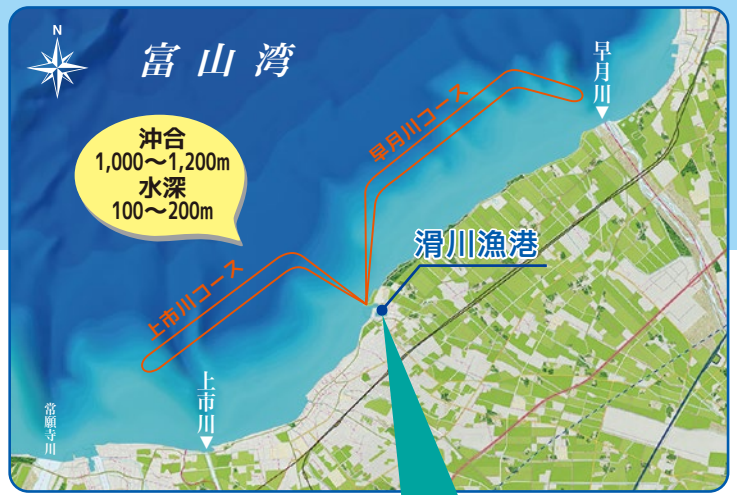 N
富山湾
早月川
早月川コース
沖合
1,000〜1,200m
水深
100〜200m
滑川漁港
上市川コース
上市川
常願寺川